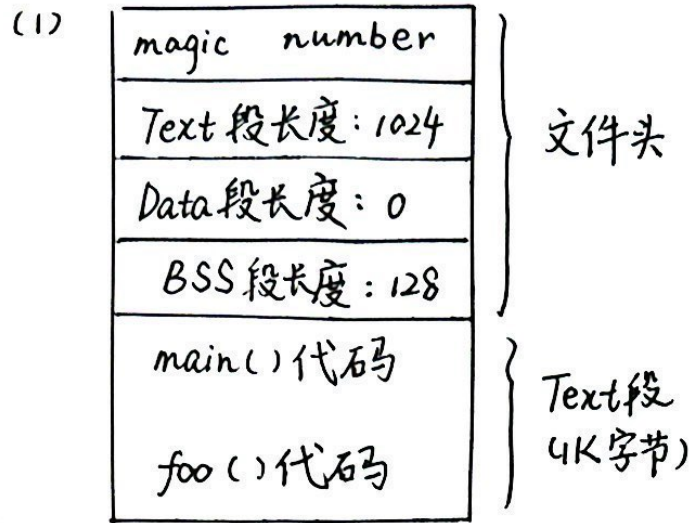 (1)
magic number
Text段长度:1024
Data段长度:0
BSS段长度:128
文件头
main()代码
foo()代码
Text段
(1K字节)